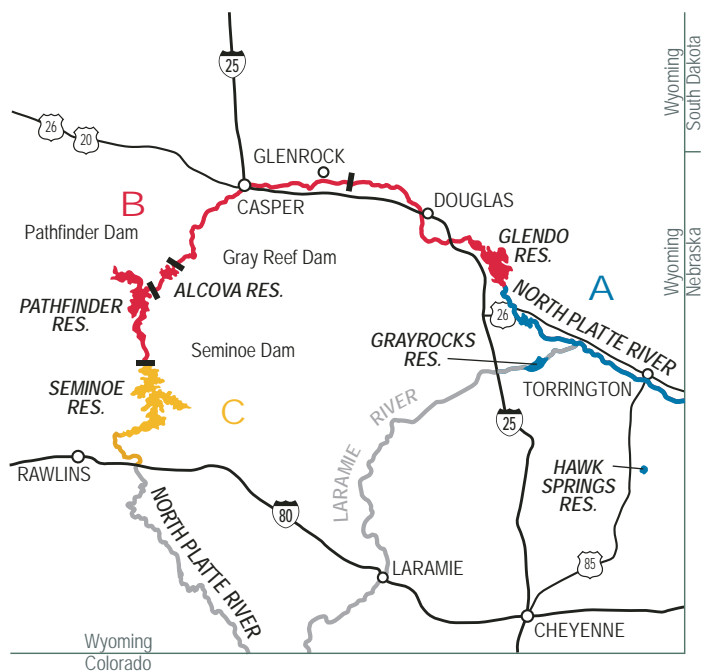 Wyoming
South Dakota
25
26
20
GLENROCK
CASPER
DOUGLAS
B
Pathfinder Dam
Gray Reef Dam
GLENDO
RES.
Wyoming
Nebraska
A
ALCOVA RES.
PATHFINDER
RES.
NORTH PLATTE RIVER
26
GRAYROCKS
RES.
Seminoe Dam
SEMINOE
RES.
TORRINGTON
C
LARAMIE RIVER
25
RAWLINS
HAWK
SPRINGS
RES.
80
NORTH PLATTE RIVER
85
LARAMIE
CHEYENNE
Wyoming
Colorado